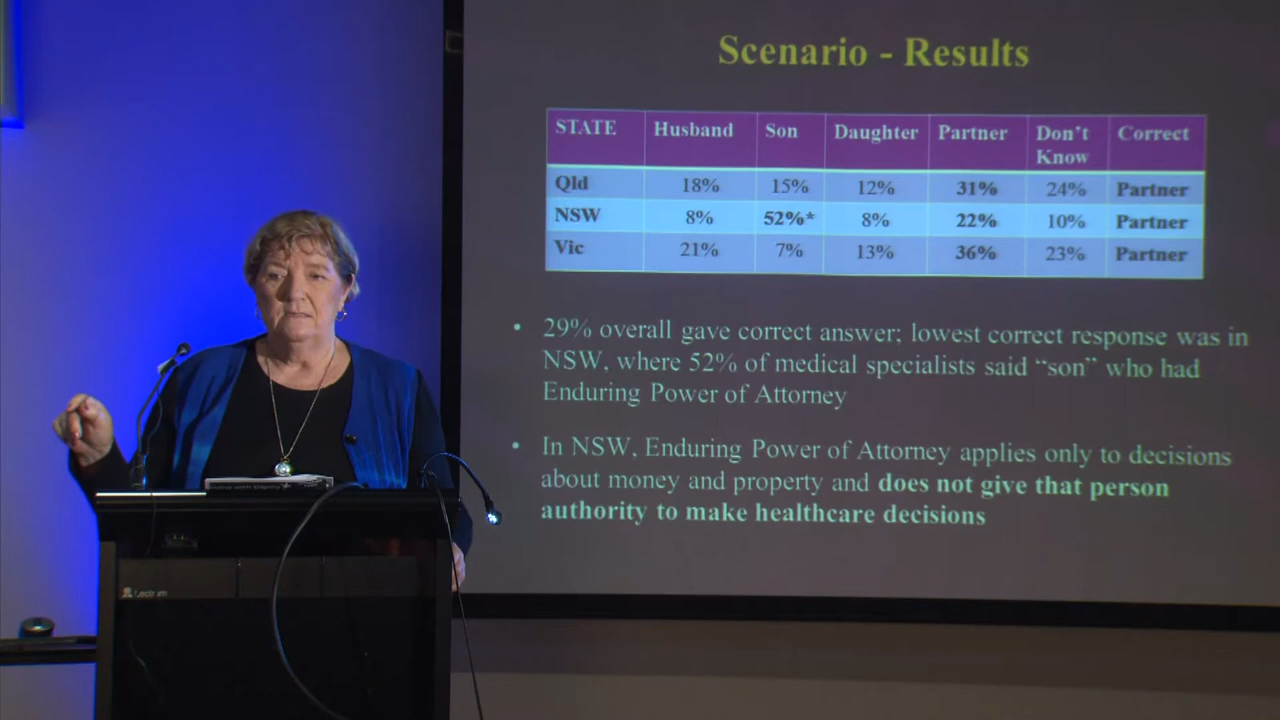 Scenario - Results
STATE Husband Son Daughter Partner Don't Know Correct
Qld 18% 15% 12% 31% 24% Partner
NSW 8% 52%* 8% 22% 10% Partner
Vic 21% 7% 13% 36% 23% Partner
• 29% overall gave correct answer; lowest correct response was in
NSW, where 52% of medical specialists said “son” who had
Enduring Power of Attorney
• In NSW, Enduring Power of Attorney applies only to decisions
about money and property and does not give that person
authority to make healthcare decisions
Lectrum